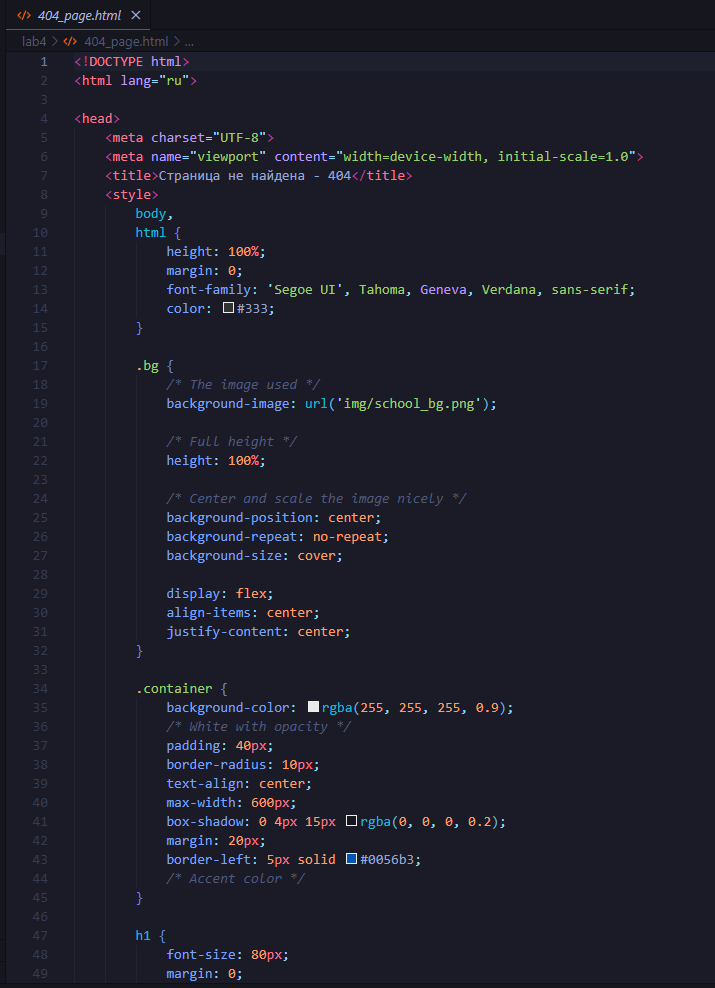 404_page.html
lab4 > 404_page.html > ...
1 <!DOCTYPE html>
2 <html lang="ru">
3
4 <head>
5     <meta charset="UTF-8">
6     <meta name="viewport" content="width=device-width, initial-scale=1.0">
7     <title>Страница не найдена - 404</title>
8     <style>
9         body,
10         html {
11             height: 100%;
12             margin: 0;
13             font-family: 'Segoe UI', Tahoma, Geneva, Verdana, sans-serif;
14             color: #333;
15         }
16
17         .bg {
18             /* The image used */
19             background-image: url('img/school_bg.png');
20
21             /* Full height */
22             height: 100%;
23
24             /* Center and scale the image nicely */
25             background-position: center;
26             background-repeat: no-repeat;
27             background-size: cover;
28
29             display: flex;
30             align-items: center;
31             justify-content: center;
32         }
33
34         .container {
35             background-color: rgba(255, 255, 255, 0.9);
36             /* White with opacity */
37             padding: 40px;
38             border-radius: 10px;
39             text-align: center;
40             max-width: 600px;
41             box-shadow: 0 4px 15px rgba(0, 0, 0, 0.2);
42             margin: 20px;
43             border-left: 5px solid #0056b3;
44             /* Accent color */
45         }
46
47         h1 {
48             font-size: 80px;
49             margin: 0;